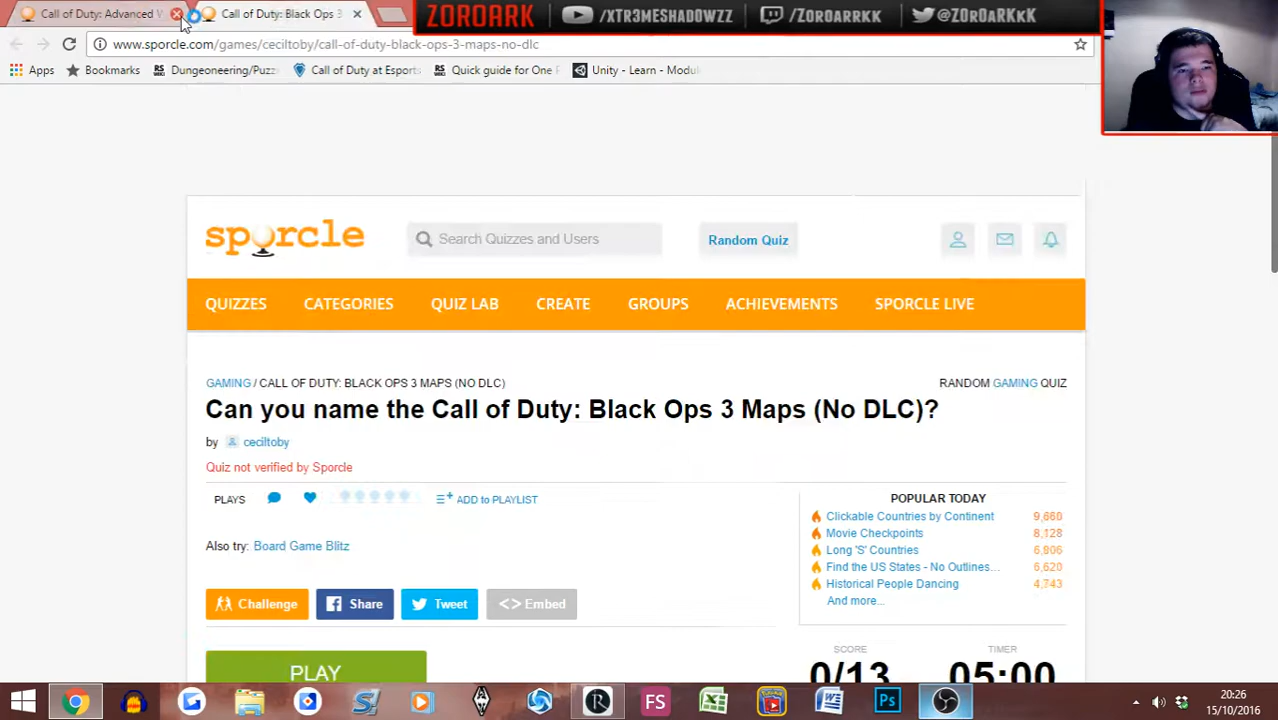 Call of Duty: Advanced W
Call of Duty: Black Ops 3
ZOROARK
/XTR3MESHADOWZZ
/ZOROARRKK
@ZOROARKKK
www.sporcle.com/games/ceciltoby/call-of-duty-black-ops-3-maps-no-dlc
Apps
Bookmarks
Dungeoneering/Puzz
Call of Duty at Esports
Quick guide for One P
Unity - Learn - Modul
sporcle
Search Quizzes and Users
Random Quiz
QUIZZES
CATEGORIES
QUIZ LAB
CREATE
GROUPS
ACHIEVEMENTS
SPORCLE LIVE
GAMING / CALL OF DUTY: BLACK OPS 3 MAPS (NO DLC)
RANDOM GAMING QUIZ
Can you name the Call of Duty: Black Ops 3 Maps (No DLC)?
by ceciltoby
Quiz not verified by Sporcle
PLAYS
ADD to PLAYLIST
POPULAR TODAY
Clickable Countries by Continent 9,660
Movie Checkpoints 8,128
Long 'S' Countries 6,906
Find the US States - No Outlines... 6,620
Historical People Dancing 4,743
And more...
Also try: Board Game Blitz
Challenge
Share
Tweet
<> Embed
PLAY
SCORE
0/13
TIMER
05:00
FS
Ps
20:26
15/10/2016